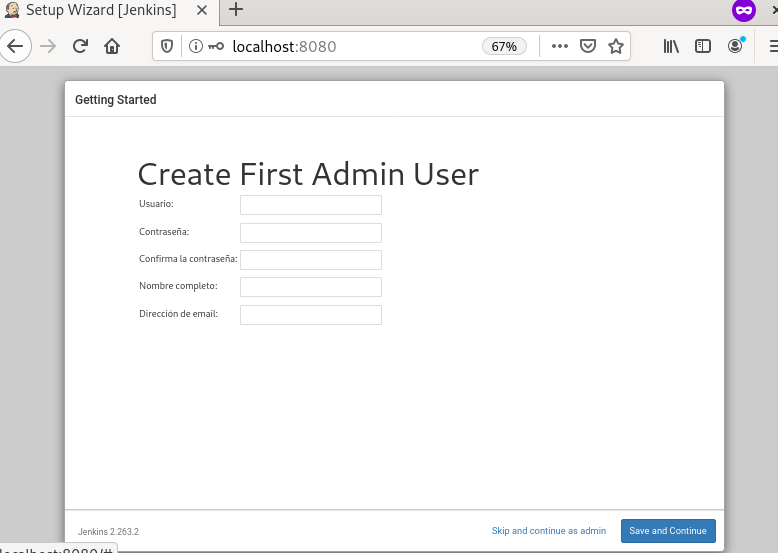 Setup Wizard [Jenkins]
localhost:8080
67%
Getting Started
Create First Admin User
Usuario:
Contraseña:
Confirma la contraseña:
Nombre completo:
Dirección de email:
Jenkins 2.263.2
Skip and continue as admin
Save and Continue
localhost:8080/#